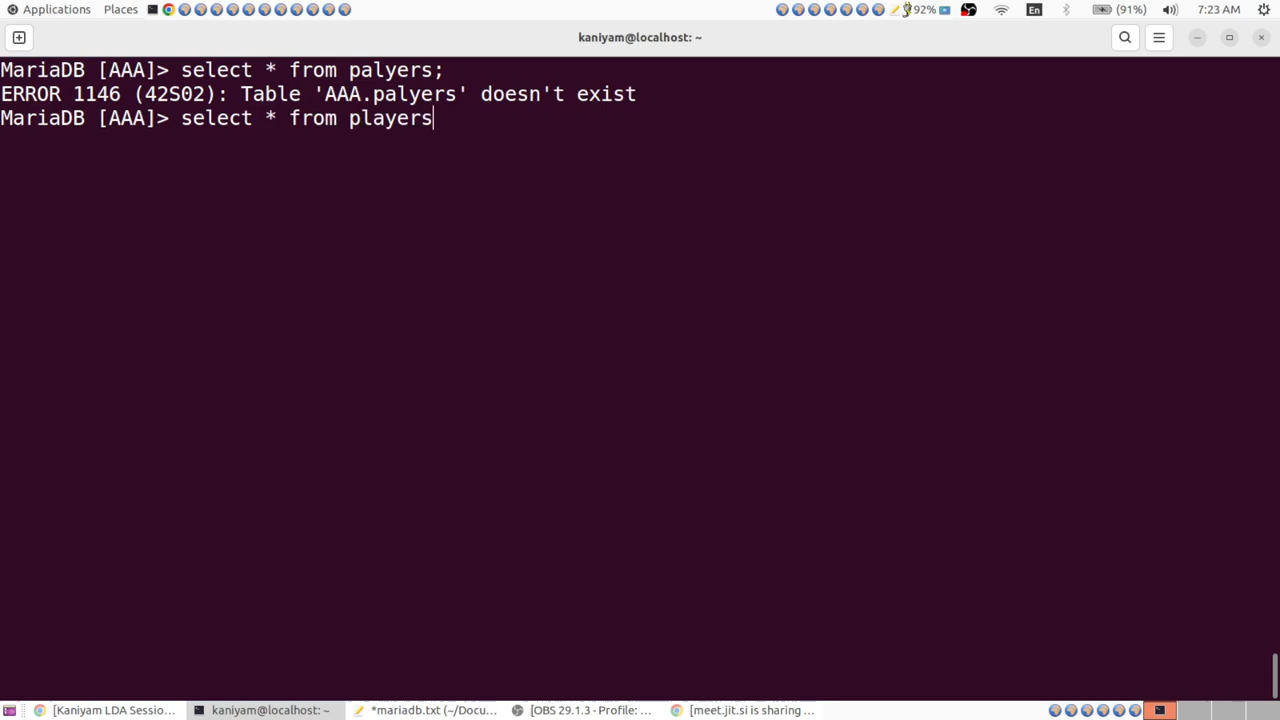 Applications Places 92% En (91%) 7:23 AM
kaniyam@localhost: ~
MariaDB [AAA]> select * from palyers;
ERROR 1146 (42S02): Table 'AAA.palyers' doesn't exist
MariaDB [AAA]> select * from players
[Kaniyam LDA Sessio... kaniyam@localhost: ~ *mariadb.txt (~/Docu... [OBS 29.1.3 - Profile: ... [meet.jit.si is sharing ...